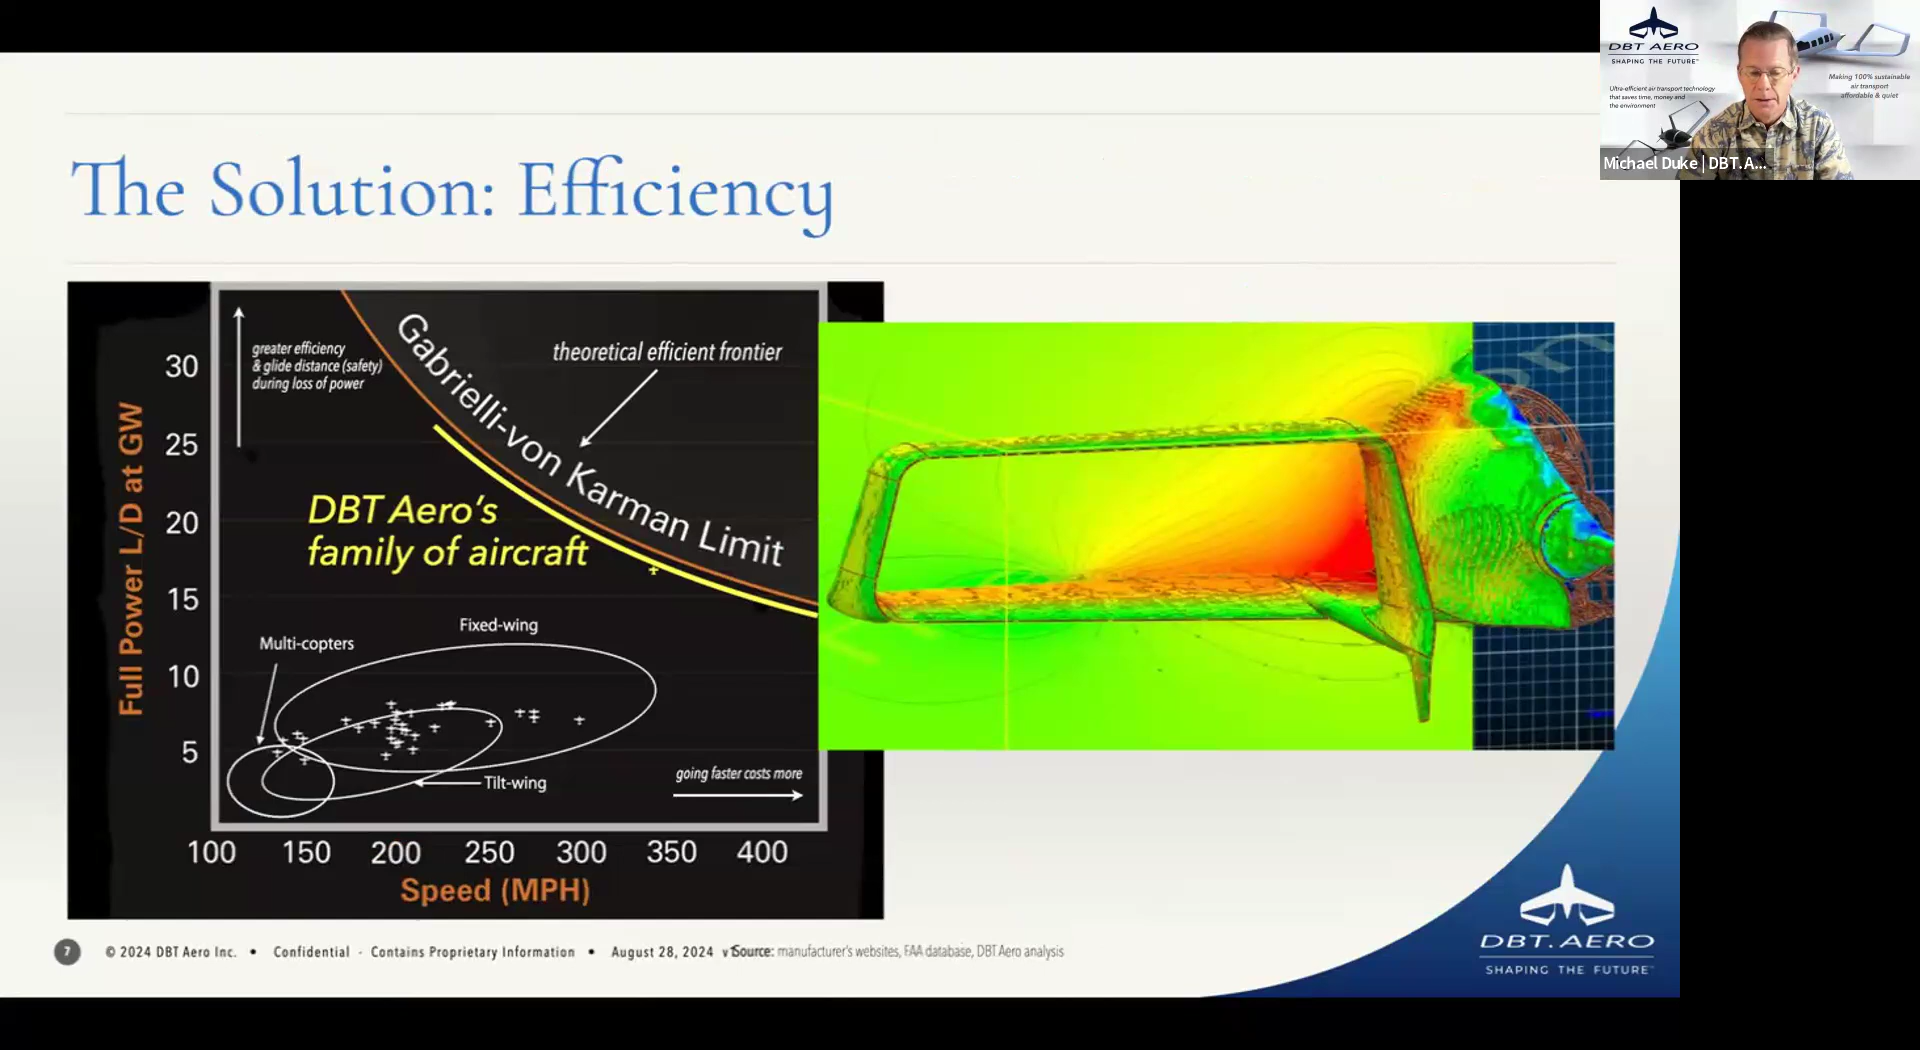 DBT AERO
SHAPING THE FUTURE™
Ultra-efficient air transport technology
that saves time, money and
the environment
Making 100% sustainable
air transport
affordable & quiet
Michael Duke | DBT.A...
The Solution: Efficiency
greater efficiency
& glide distance (safety)
during loss of power
theoretical efficient frontier
Gabrielli-von Karman Limit
DBT Aero's
family of aircraft
Fixed-wing
Multi-copters
Tilt-wing
going faster costs more
Full Power L/D at GW
30
25
20
15
10
5
100 150 200 250 300 350 400
Speed (MPH)
7 © 2024 DBT Aero Inc. • Confidential - Contains Proprietary Information • August 28, 2024 Source: manufacturer's websites, FAA database, DBT Aero analysis
DBT.AERO
SHAPING THE FUTURE™